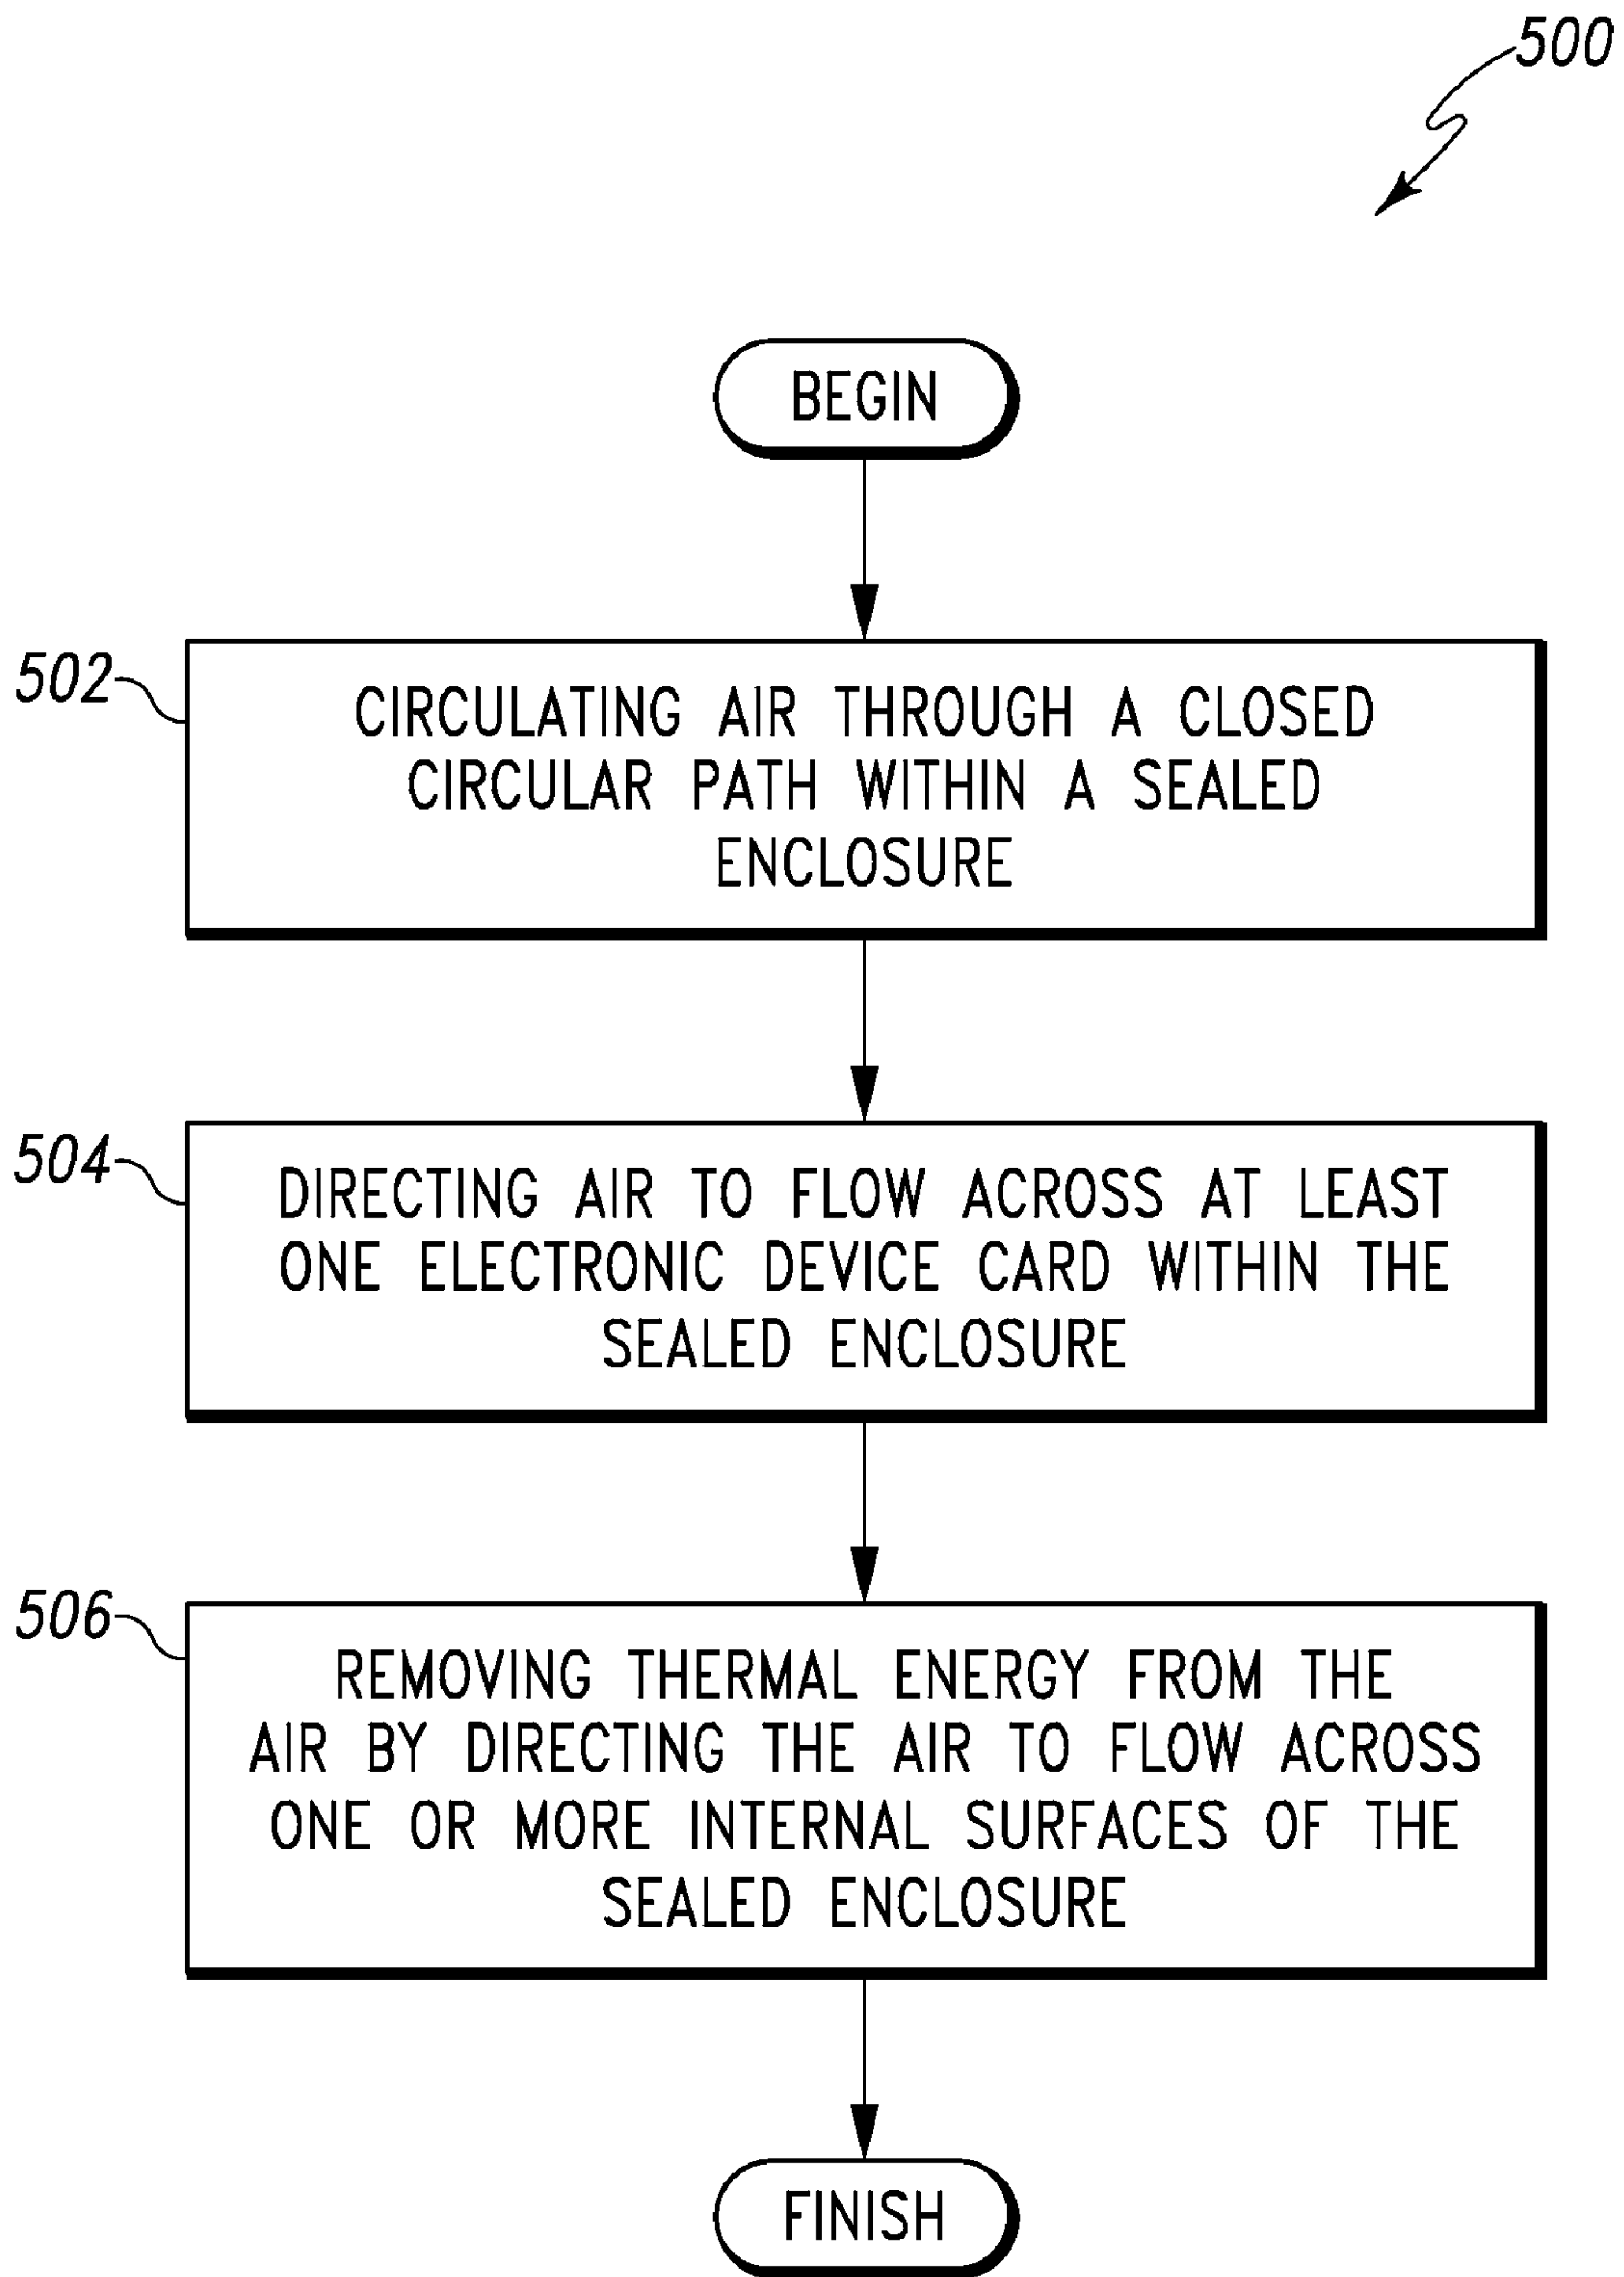 500
BEGIN
502
CIRCULATING AIR THROUGH A CLOSED
CIRCULAR PATH WITHIN A SEALED
ENCLOSURE
504
DIRECTING AIR TO FLOW ACROSS AT LEAST
ONE ELECTRONIC DEVICE CARD WITHIN THE
SEALED ENCLOSURE
506
REMOVING THERMAL ENERGY FROM THE
AIR BY DIRECTING THE AIR TO FLOW ACROSS
ONE OR MORE INTERNAL SURFACES OF THE
SEALED ENCLOSURE
FINISH